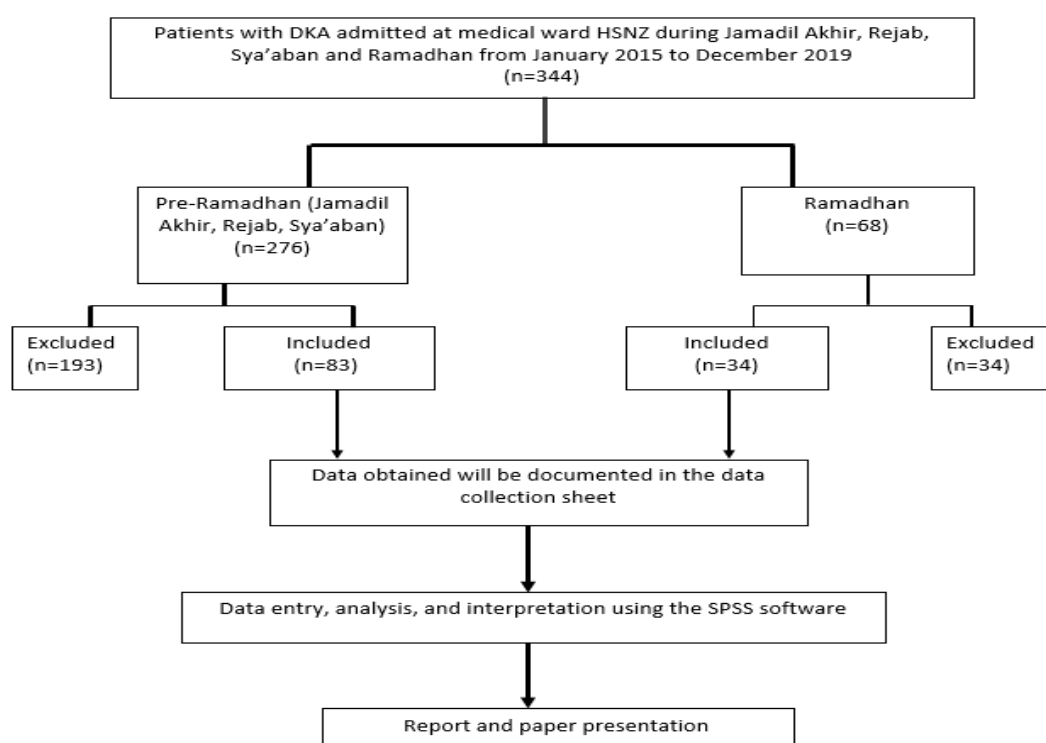 Patients with DKA admitted at medical ward HSNZ during Jamadil Akhir, Rejab,
Sya’aban and Ramadhan from January 2015 to December 2019
(n=344)
Pre-Ramadhan (Jamadil
Akhir, Rejab, Sya’aban)
(n=276)
Ramadhan
(n=68)
Excluded
(n=193)
Included
(n=83)
Included
(n=34)
Excluded
(n=34)
Data obtained will be documented in the data
collection sheet
Data entry, analysis, and interpretation using the SPSS software
Report and paper presentation